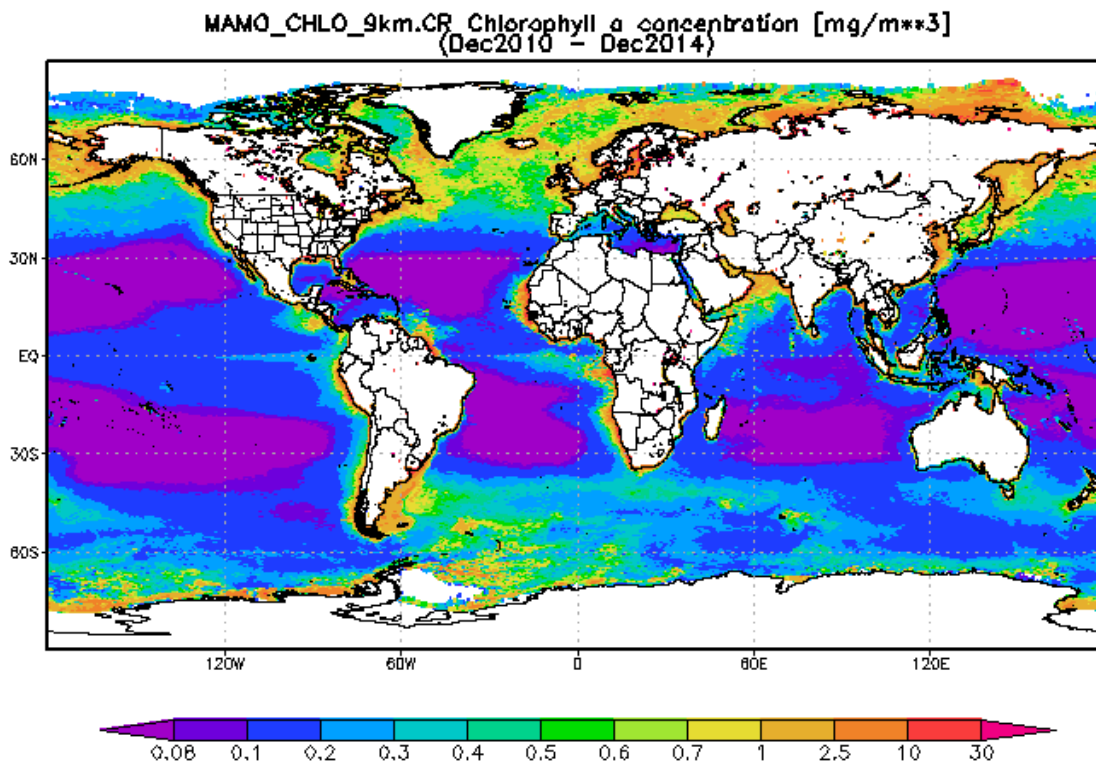 MAMO_CHLO_9km.CR Chlorophyll a concentration [mg/m**3]
(Dec2010 – Dec2014)
60N
30N
EQ
30S
60S
120W 60W 0 60E 120E
0.08 0.1 0.2 0.3 0.4 0.5 0.6 0.7 1 2.5 10 30